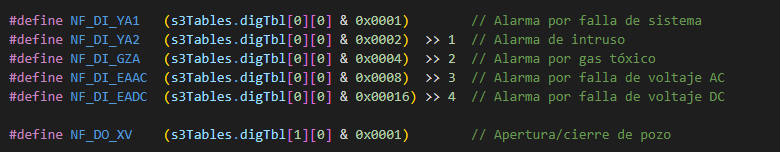 #define NF_DI_YA1   (s3Tables.digTbl[0][0] & 0x0001)        // Alarma por falla de sistema
#define NF_DI_YA2   (s3Tables.digTbl[0][0] & 0x0002)  >> 1  // Alarma de intruso
#define NF_DI_GZA   (s3Tables.digTbl[0][0] & 0x0004)  >> 2  // Alarma por gas tóxico
#define NF_DI_EAAC  (s3Tables.digTbl[0][0] & 0x0008)  >> 3  // Alarma por falla de voltaje AC
#define NF_DI_EADC  (s3Tables.digTbl[0][0] & 0x00016) >> 4  // Alarma por falla de voltaje DC
#define NF_DO_XV    (s3Tables.digTbl[1][0] & 0x0001)        // Apertura/cierre de pozo